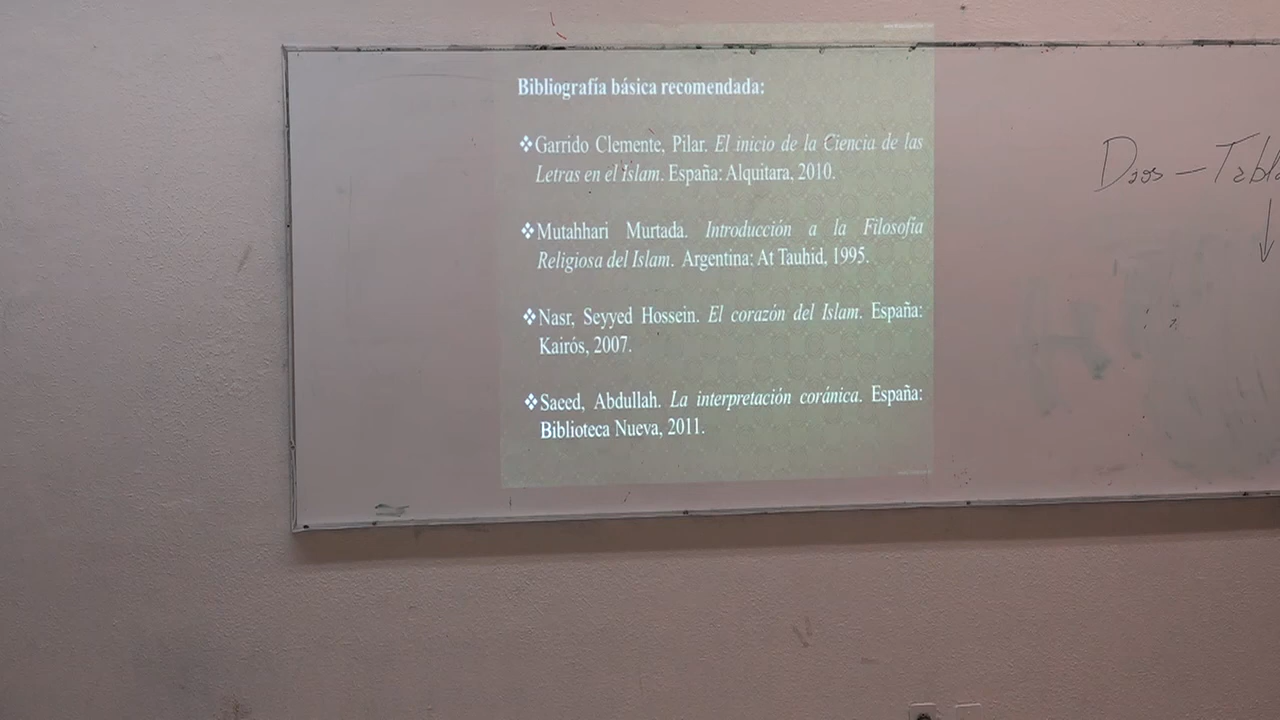 Bibliografía básica recomendada:
❖Garrido Clemente, Pilar. El inicio de la Ciencia de las
Letras en el Islam. España: Alquitara, 2010.
❖Mutahhari Murtada. Introducción a la Filosofía
Religiosa del Islam. Argentina: At Tauhid, 1995.
❖Nasr, Seyyed Hossein. El corazón del Islam. España:
Kairós, 2007.
❖Saeed, Abdullah. La interpretación coránica. España:
Biblioteca Nueva, 2011.